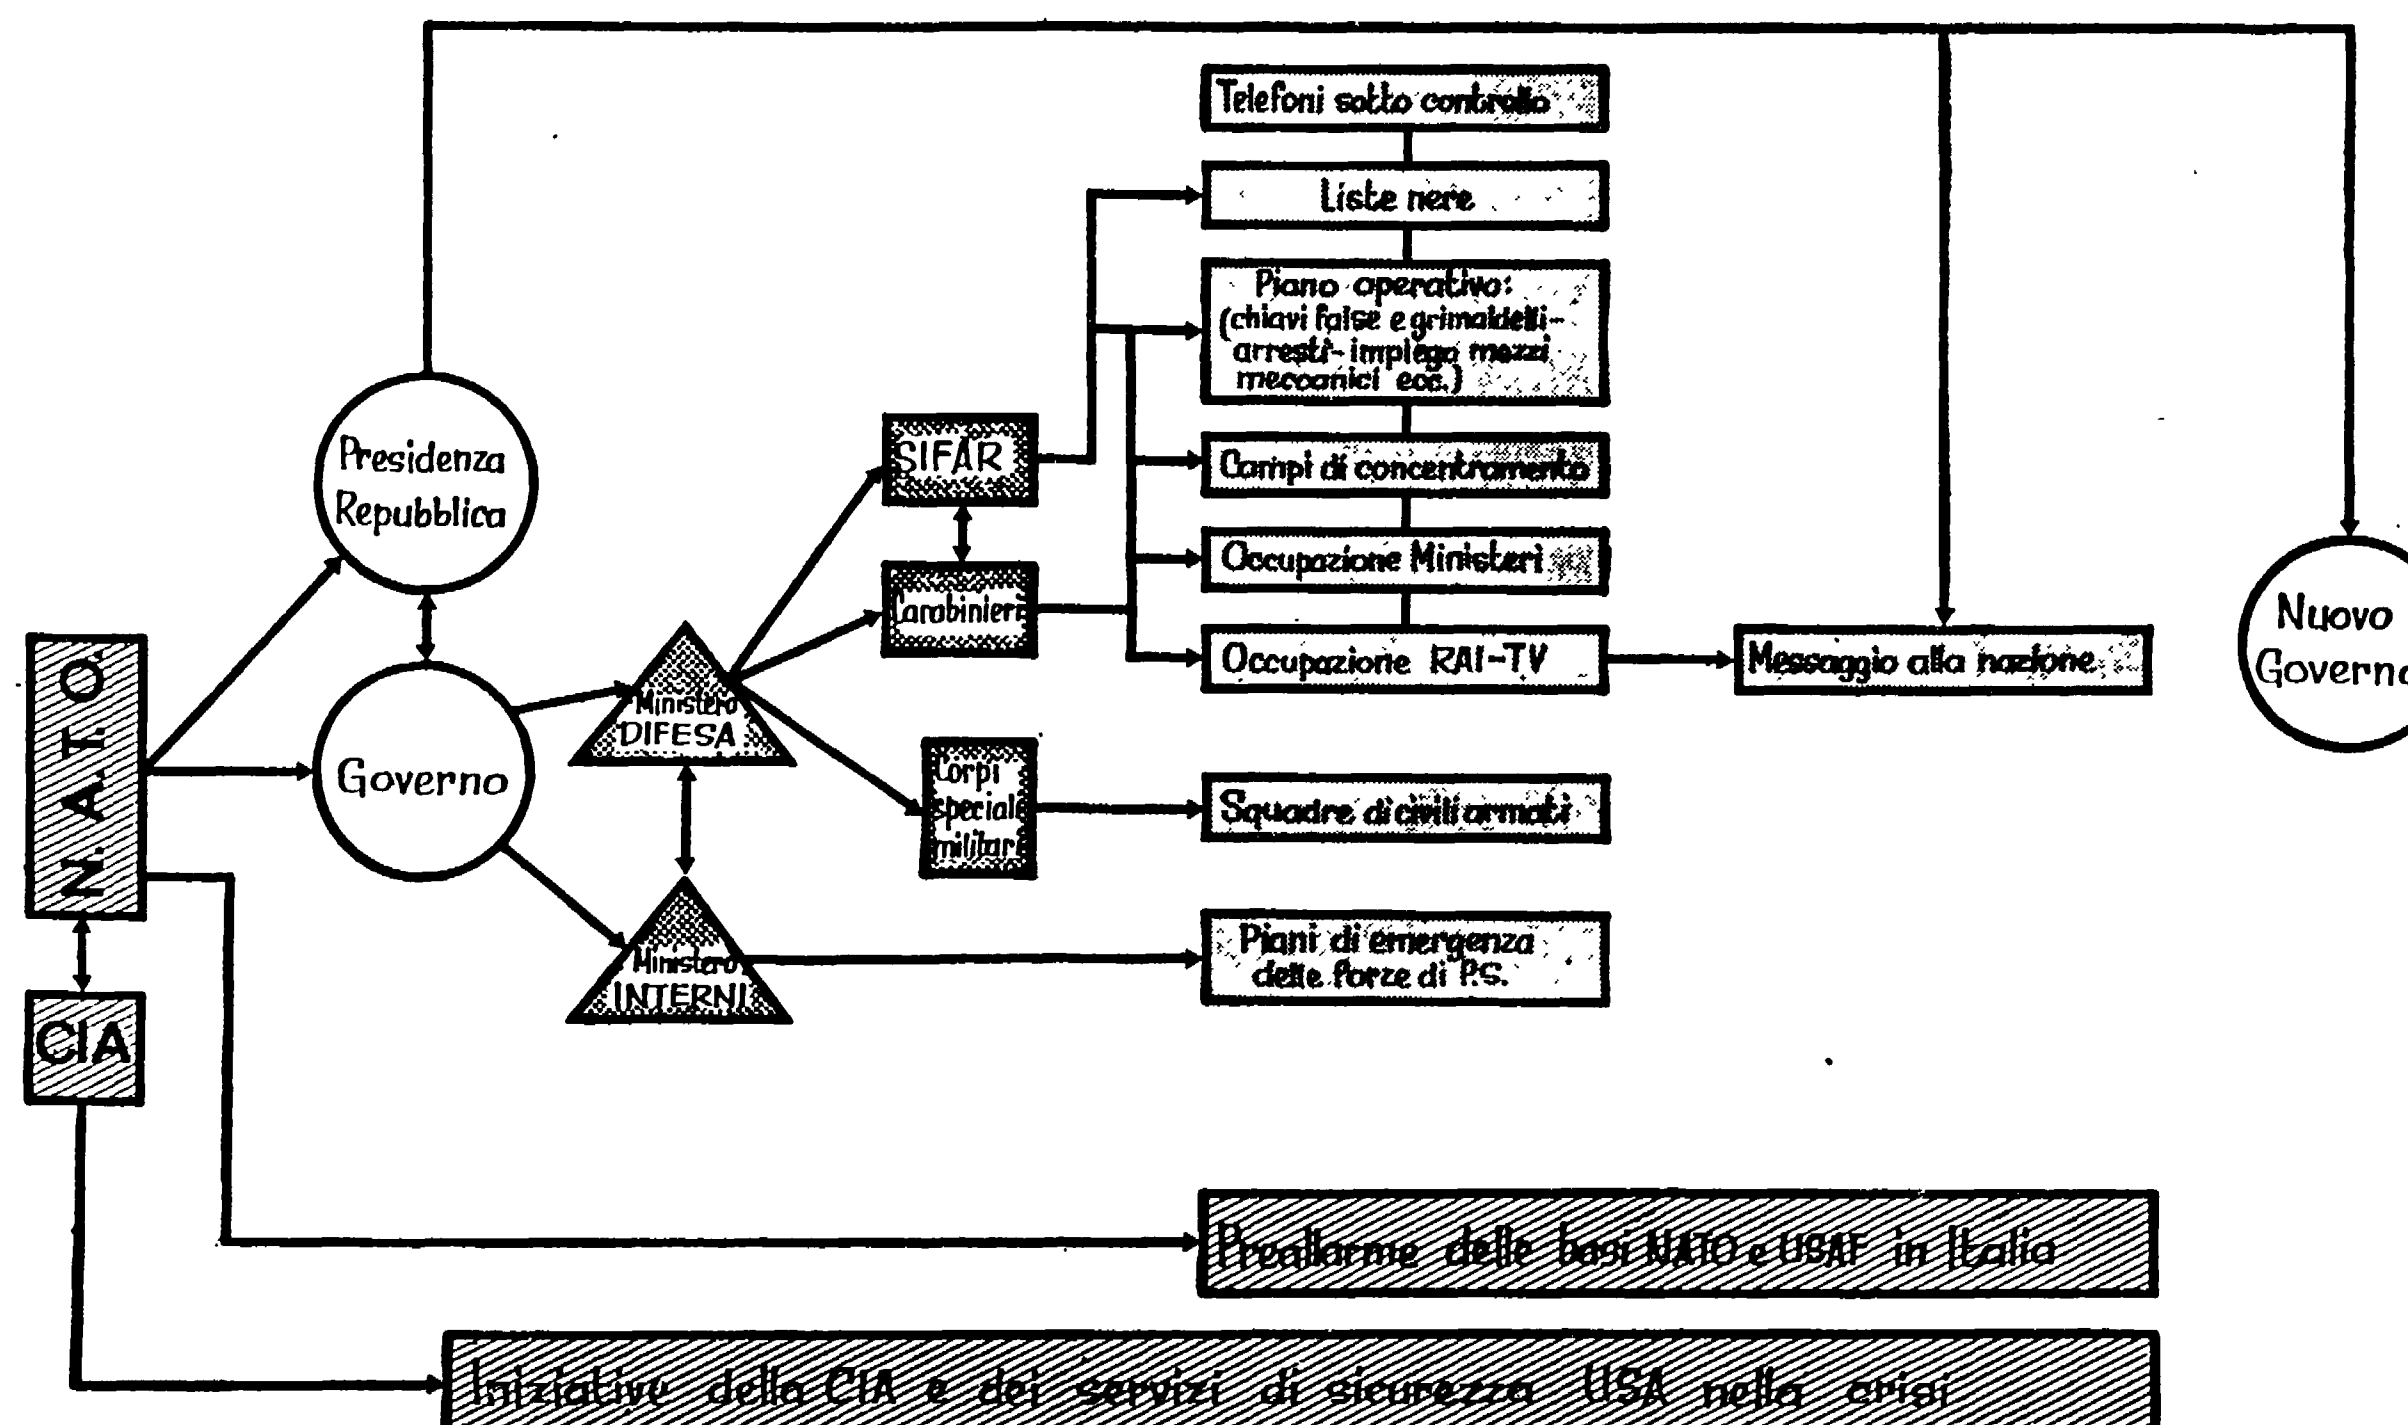 Telefoni sotto controllo
Liste nere
Piano operativo:
(chiavi false e grimaldelli-
arresti-impiego mezzi
meccanici ecc.)
Presidenza
Repubblica
SIFAR
Campi di concentramento
Occupazione Ministeri
Carabinieri
Nuovo
Governo
Occupazione RAI-TV
Messaggio alla nazione
N.A.T.O.
Ministero
DIFESA
Governo
Corpi
speciali
militari
Squadre di civili armati
Piani di emergenza
delle forze di P.S.
Ministero
INTERNI
CIA
Preallarme delle basi NATO e USAF in Italia
Iniziative della CIA e dei servizi di sicurezza USA nella crisi